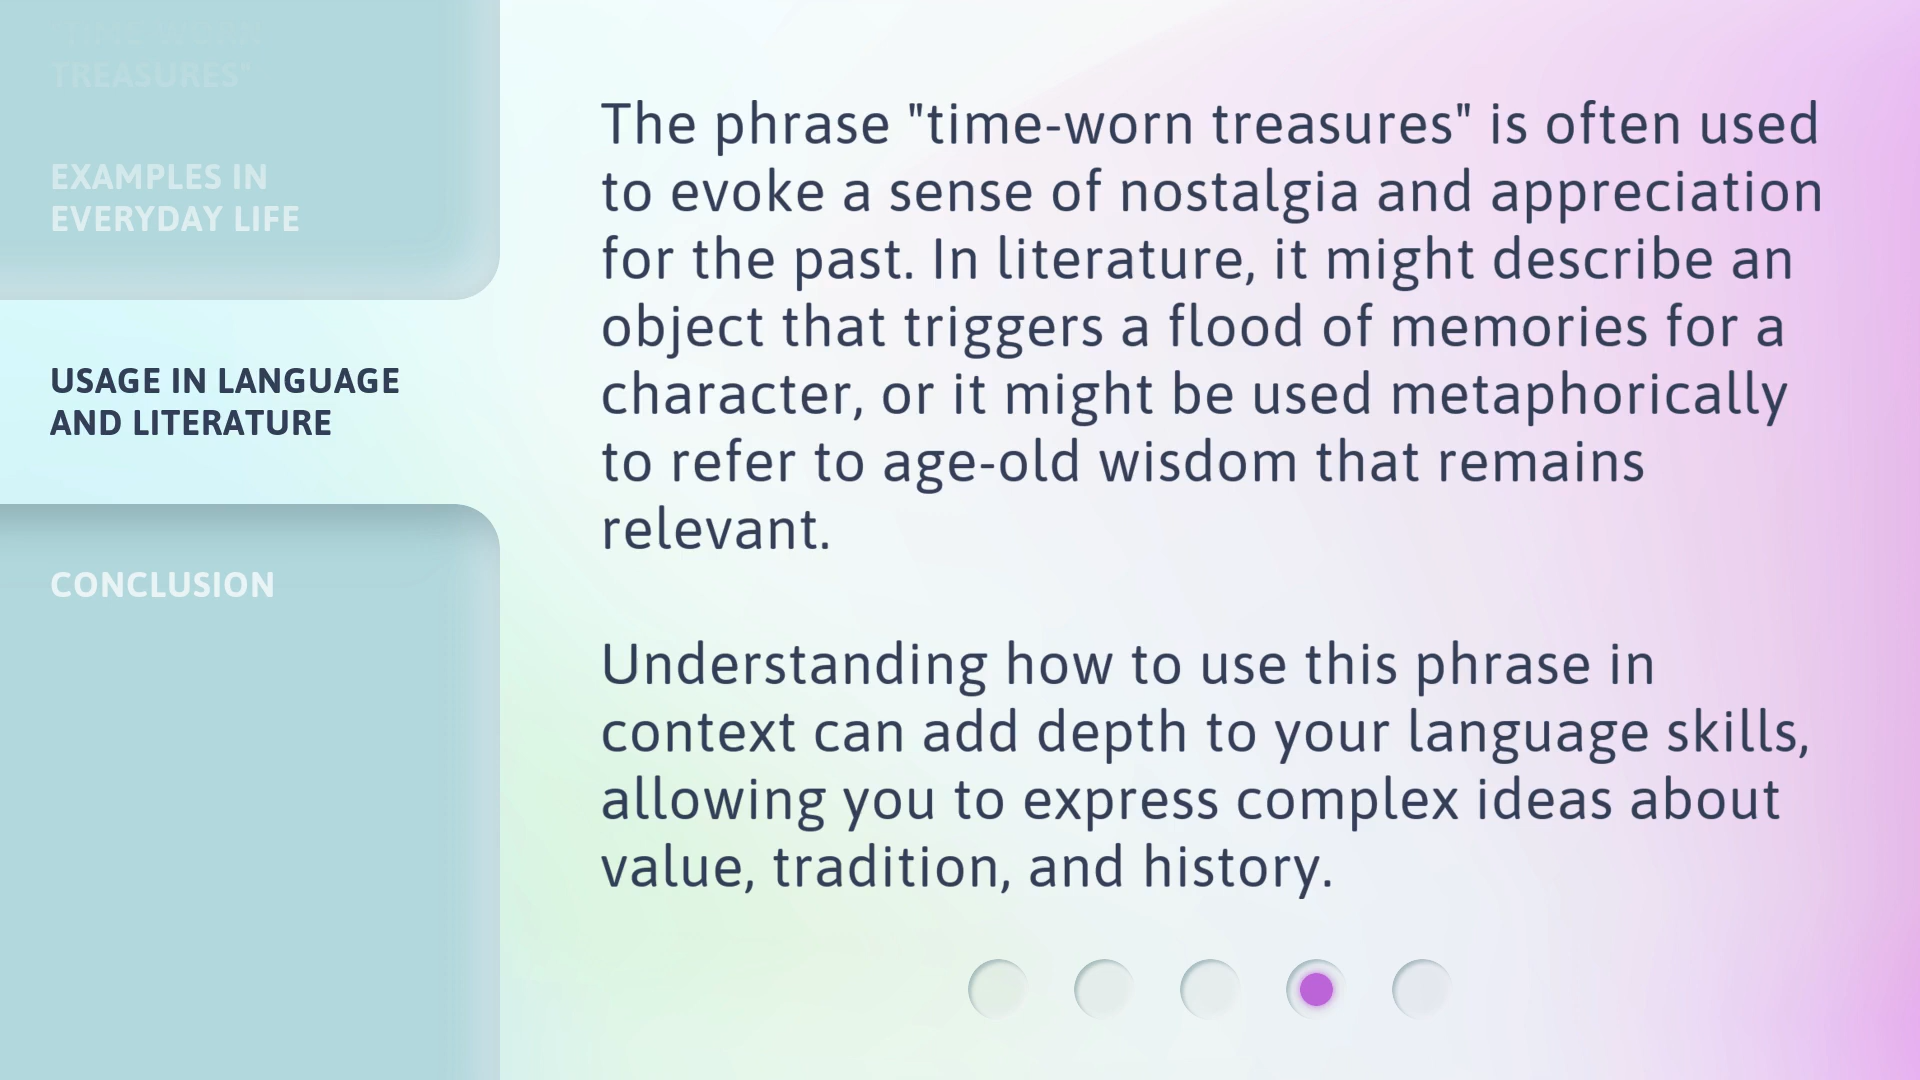 "TIME WORN
TREASURES"
EXAMPLES IN
EVERYDAY LIFE
USAGE IN LANGUAGE
AND LITERATURE
CONCLUSION
The phrase "time-worn treasures" is often used
to evoke a sense of nostalgia and appreciation
for the past. In literature, it might describe an
object that triggers a flood of memories for a
character, or it might be used metaphorically
to refer to age-old wisdom that remains
relevant.
Understanding how to use this phrase in
context can add depth to your language skills,
allowing you to express complex ideas about
value, tradition, and history.